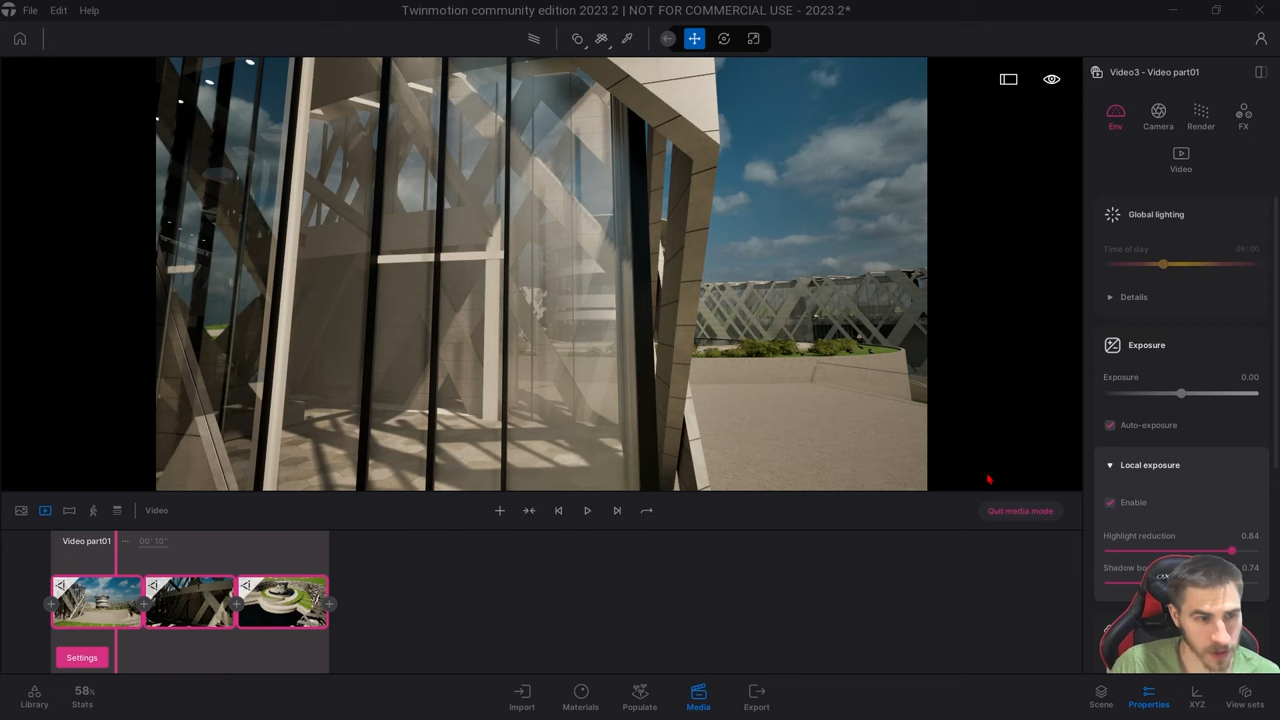 File Edit Help
Twinmotion community edition 2023.2 | NOT FOR COMMERCIAL USE - 2023.2*
Video3 - Video part01
Env Camera Render FX
Video
Global lighting
Time of day 09:00
Details
Exposure
Exposure 0.00
Auto-exposure
Local exposure
Enable
Highlight reduction 0.84
0.74
Video
Quit media mode
Video part01 ... 00' 10"
Settings
58%
Library Stats Import Materials Populate Media Export Scene Properties XYZ View sets